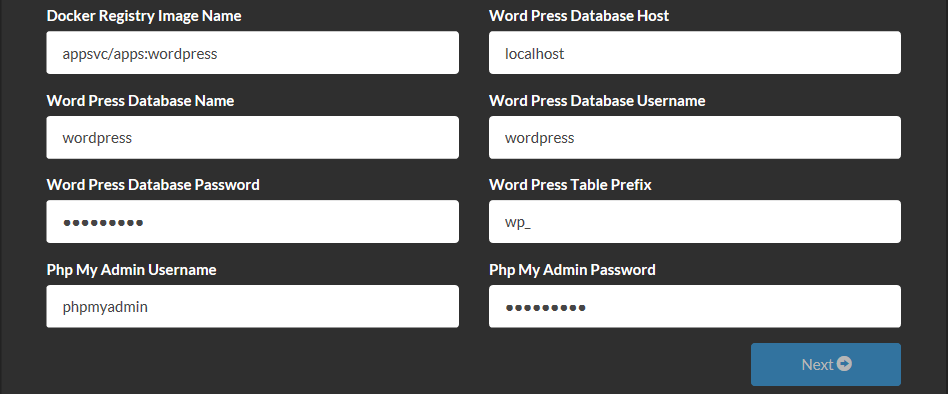 Docker Registry Image Name
Word Press Database Host
appsvc/apps:wordpress
localhost
Word Press Database Name
Word Press Database Username
wordpress
wordpress
Word Press Database Password
Word Press Table Prefix
●●●●●●●●●
wp_
Php My Admin Username
Php My Admin Password
phpmyadmin
●●●●●●●●●
Next